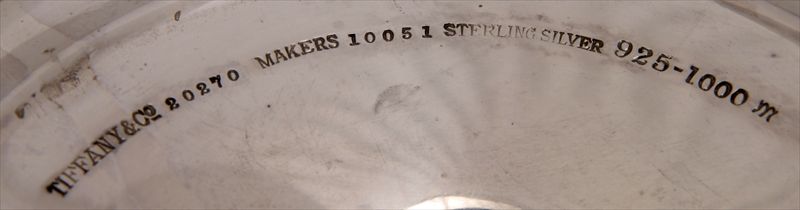 TIFFANY & Co 20270 MAKERS 10051 STERLING SILVER 925-1000 m